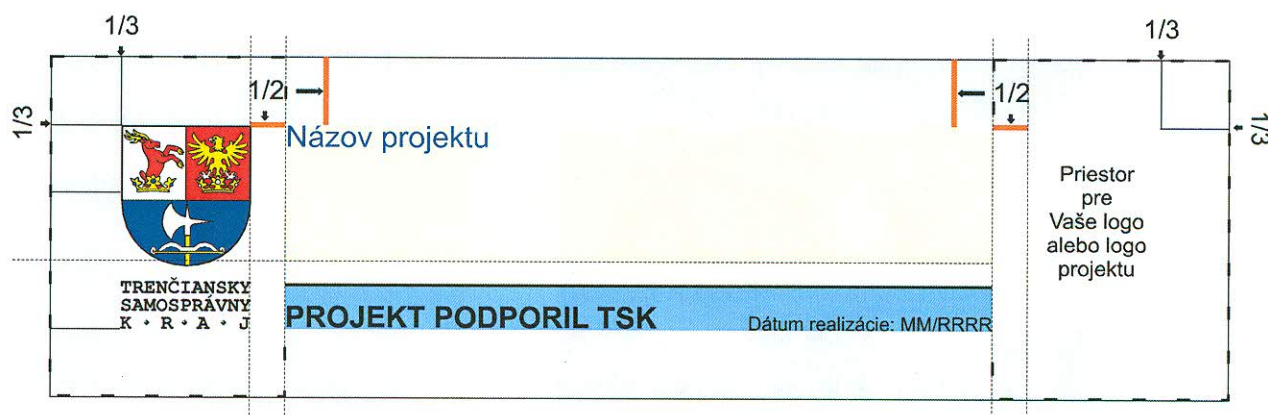 1/3
1/3
1/2
1/2
1/3
1/3
Názov projektu
Priestor
pre
Vaše logo
alebo logo
projektu
TRENČIANSKY
SAMOSPRÁVNY
K · R · A · J
PROJEKT PODPORIL TSK
Dátum realizácie: MM/RRRR